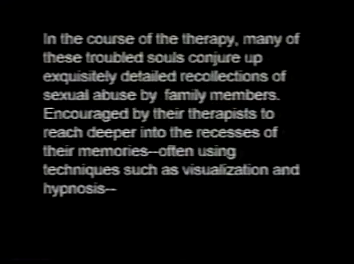 In the course of the therapy, many of
these troubled souls conjure up
exquisitely detailed recollections of
sexual abuse by family members.
Encouraged by their therapists to
reach deeper into the recesses of
their memories--often using
techniques such as visualization and
hypnosis--